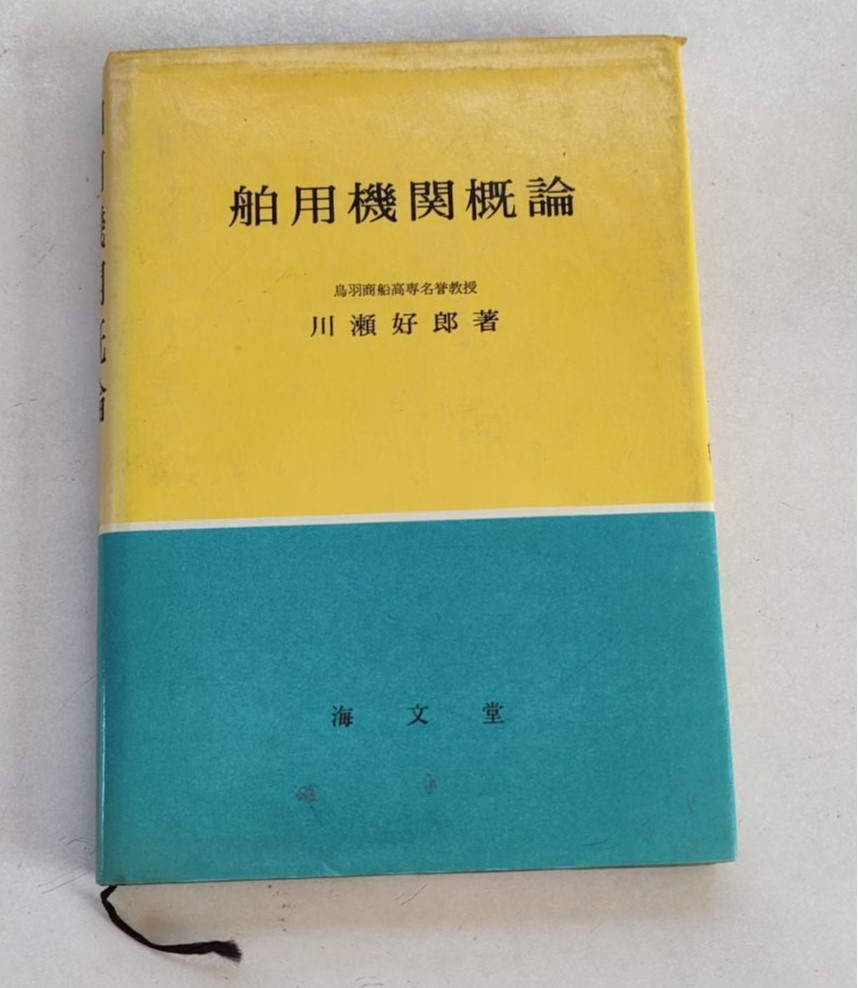 舶用機関概論
鳥羽商船高専名誉教授
川瀬好郎著
海文堂